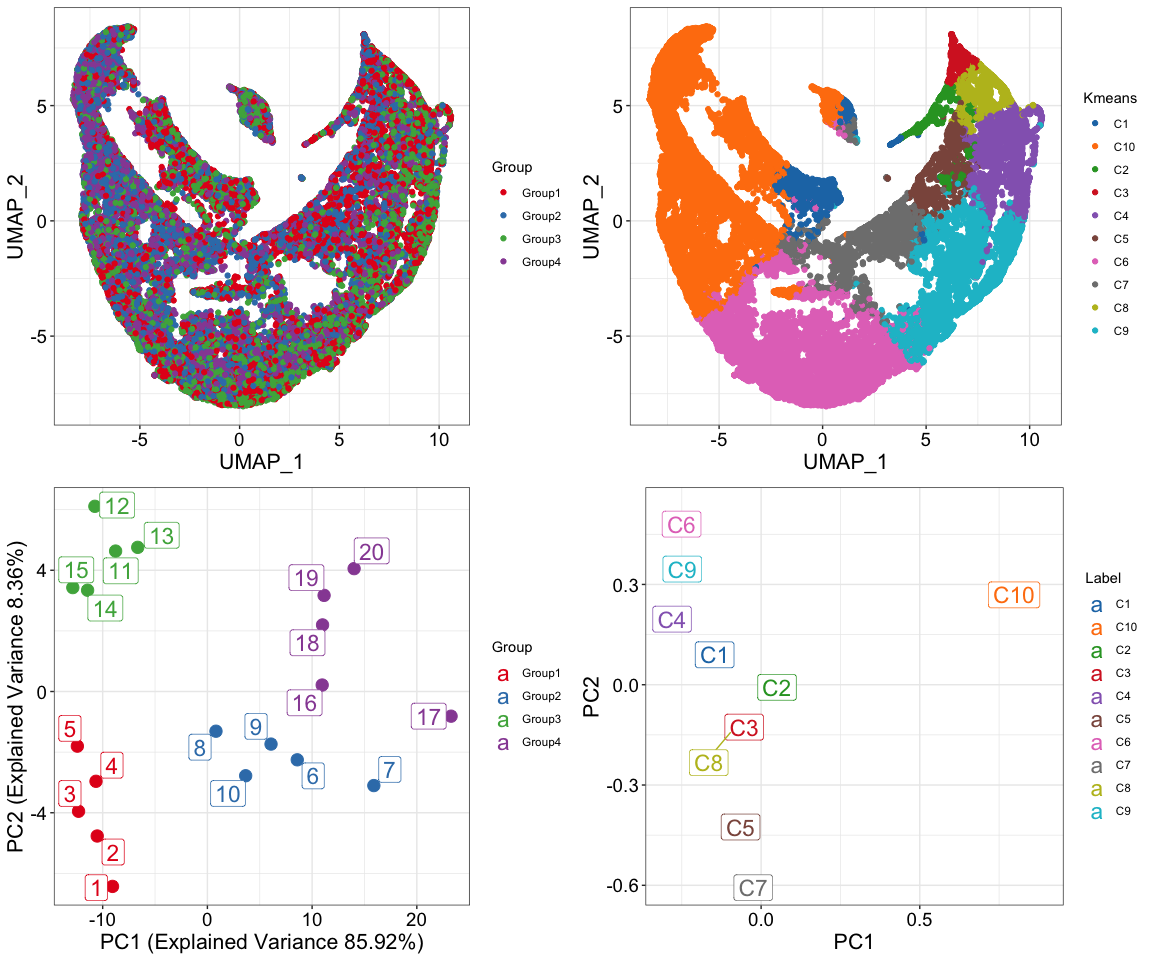 5
0
-5
UMAP_2
-5
0
5
10
UMAP_1
Group
Group1
Group2
Group3
Group4
5
0
-5
UMAP_2
-5
0
5
10
UMAP_1
Kmeans
C1
C10
C2
C3
C4
C5
C6
C7
C8
C9
12
13
11
15
14
20
19
18
16
17
5
4
3
2
1
9
8
10
6
7
4
0
-4
PC2 (Explained Variance 8.36%)
-10
0
10
20
PC1 (Explained Variance 85.92%)
Group
a Group1
a Group2
a Group3
a Group4
C6
C9
C4
C1
C2
C3
C8
C5
C7
C10
0.3
0.0
-0.3
-0.6
PC2
0.0
0.5
PC1
Label
a C1
a C10
a C2
a C3
a C4
a C5
a C6
a C7
a C8
a C9